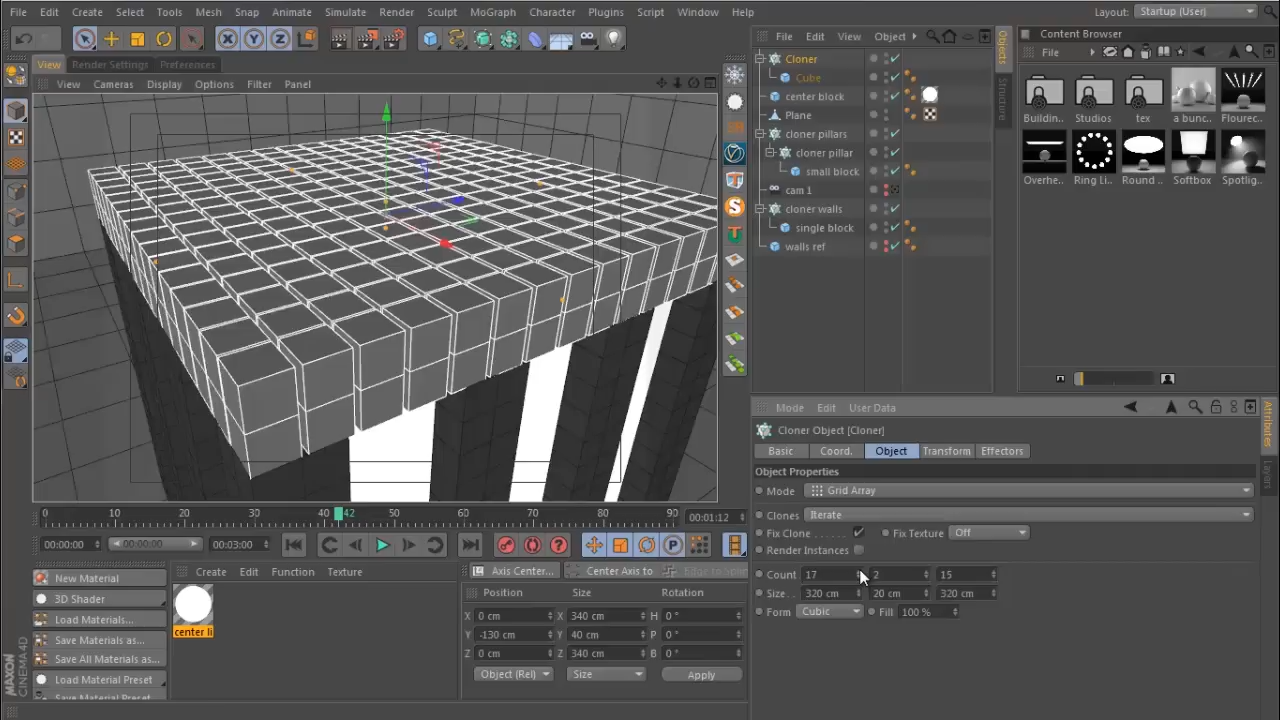 File Edit Create Select Tools Mesh Snap Animate Simulate Render Sculpt MoGraph Character Plugins Script Window Help
Layout: Startup (User)
View Render Settings Preferences
View Cameras Display Options Filter Panel
File Edit View Object
Objects
Structure
Cloner
Cube
center block
Plane
cloner pillars
cloner pillar
small block
cam 1
cloner walls
single block
walls ref
Content Browser
File
Buildin.. Studios tex a bunc.. Flourec..
Overhe.. Ring Li.. Round .. Softbox Spotlig..
Mode Edit User Data
Attributes
Layers
Cloner Object [Cloner]
Basic Coord. Object Transform Effectors
Object Properties
Mode Grid Array
Clones Iterate
Fix Clone . . . . . . Fix Texture Off
Render Instances
Count 17 2 15
Size . . 320 cm 20 cm 320 cm
Form Cubic Fill 100 %
0 10 20 30 42 50 60 70 80 90 00:01:12
00:00:00 00:00:00 00:03:00
New Material
3D Shader
Load Materials...
Save Materials as...
Save All Materials as...
Load Material Preset
Save Material Preset
Create Edit Function Texture
center li
Axis Center... Center Axis to
Position Size Rotation
X 0 cm X 340 cm H 0 °
Y -130 cm Y 40 cm P 0 °
Z 0 cm Z 340 cm B 0 °
Object (Rel) Size Apply
MAXON
CINEMA 4D